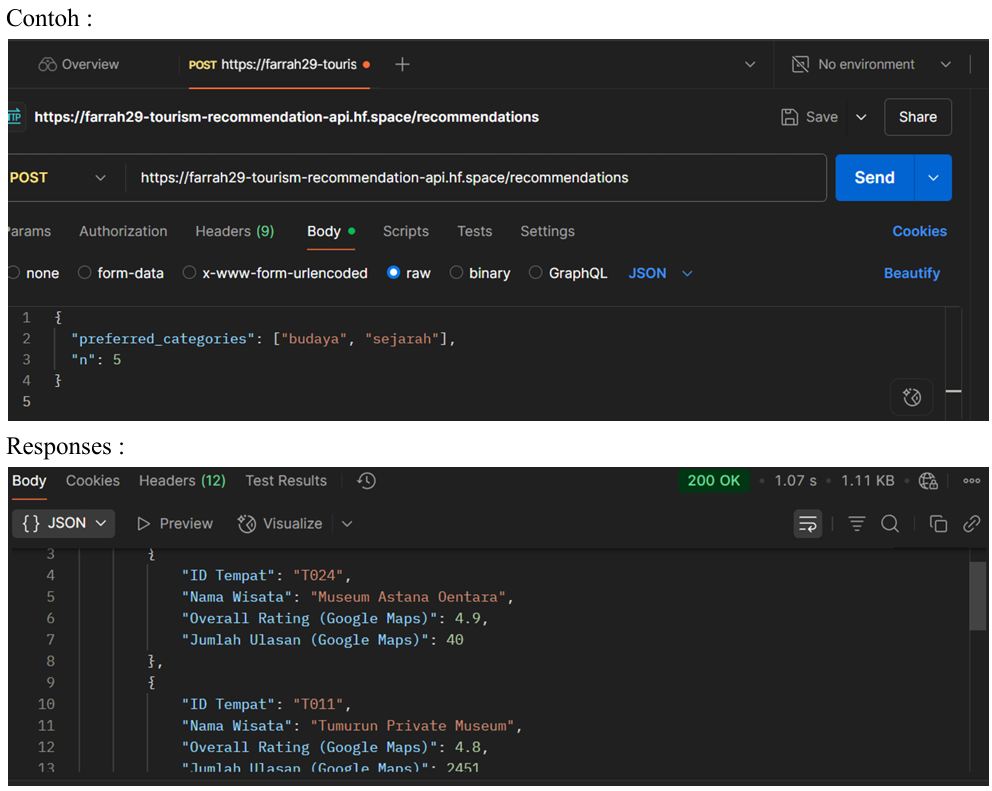 Contoh :
Overview POST https://farrah29-touris No environment
https://farrah29-tourism-recommendation-api.hf.space/recommendations Save Share
POST https://farrah29-tourism-recommendation-api.hf.space/recommendations Send
Params Authorization Headers (9) Body Scripts Tests Settings Cookies
none form-data x-www-form-urlencoded raw binary GraphQL JSON Beautify
1 {
2 "preferred_categories": ["budaya", "sejarah"],
3 "n": 5
4 }
5
Responses :
Body Cookies Headers (12) Test Results 200 OK • 1.07 s • 1.11 KB
{} JSON Preview Visualize
3 {
4 "ID Tempat": "T024",
5 "Nama Wisata": "Museum Astana Oentara",
6 "Overall Rating (Google Maps)": 4.9,
7 "Jumlah Ulasan (Google Maps)": 40
8 },
9 {
10 "ID Tempat": "T011",
11 "Nama Wisata": "Tumurun Private Museum",
12 "Overall Rating (Google Maps)": 4.8,
13 "Jumlah Ulasan (Google Maps)": 2451